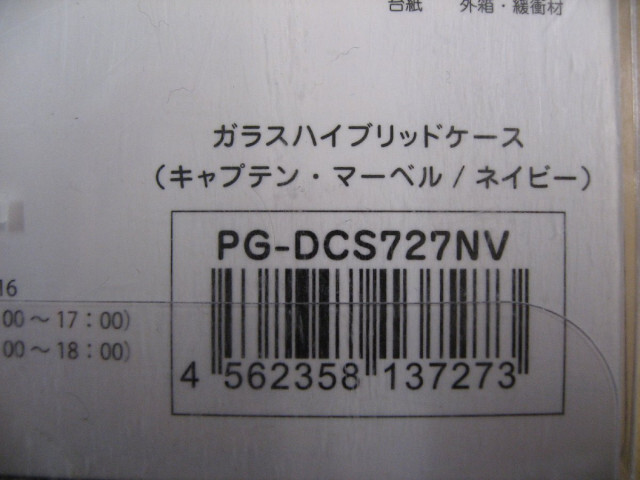 台紙 外箱・緩衝材
ガラスハイブリッドケース
(キャプテン・マーベル / ネイビー)
PG-DCS727NV
4 562358 137273
16
00～17：00)
00～18：00)